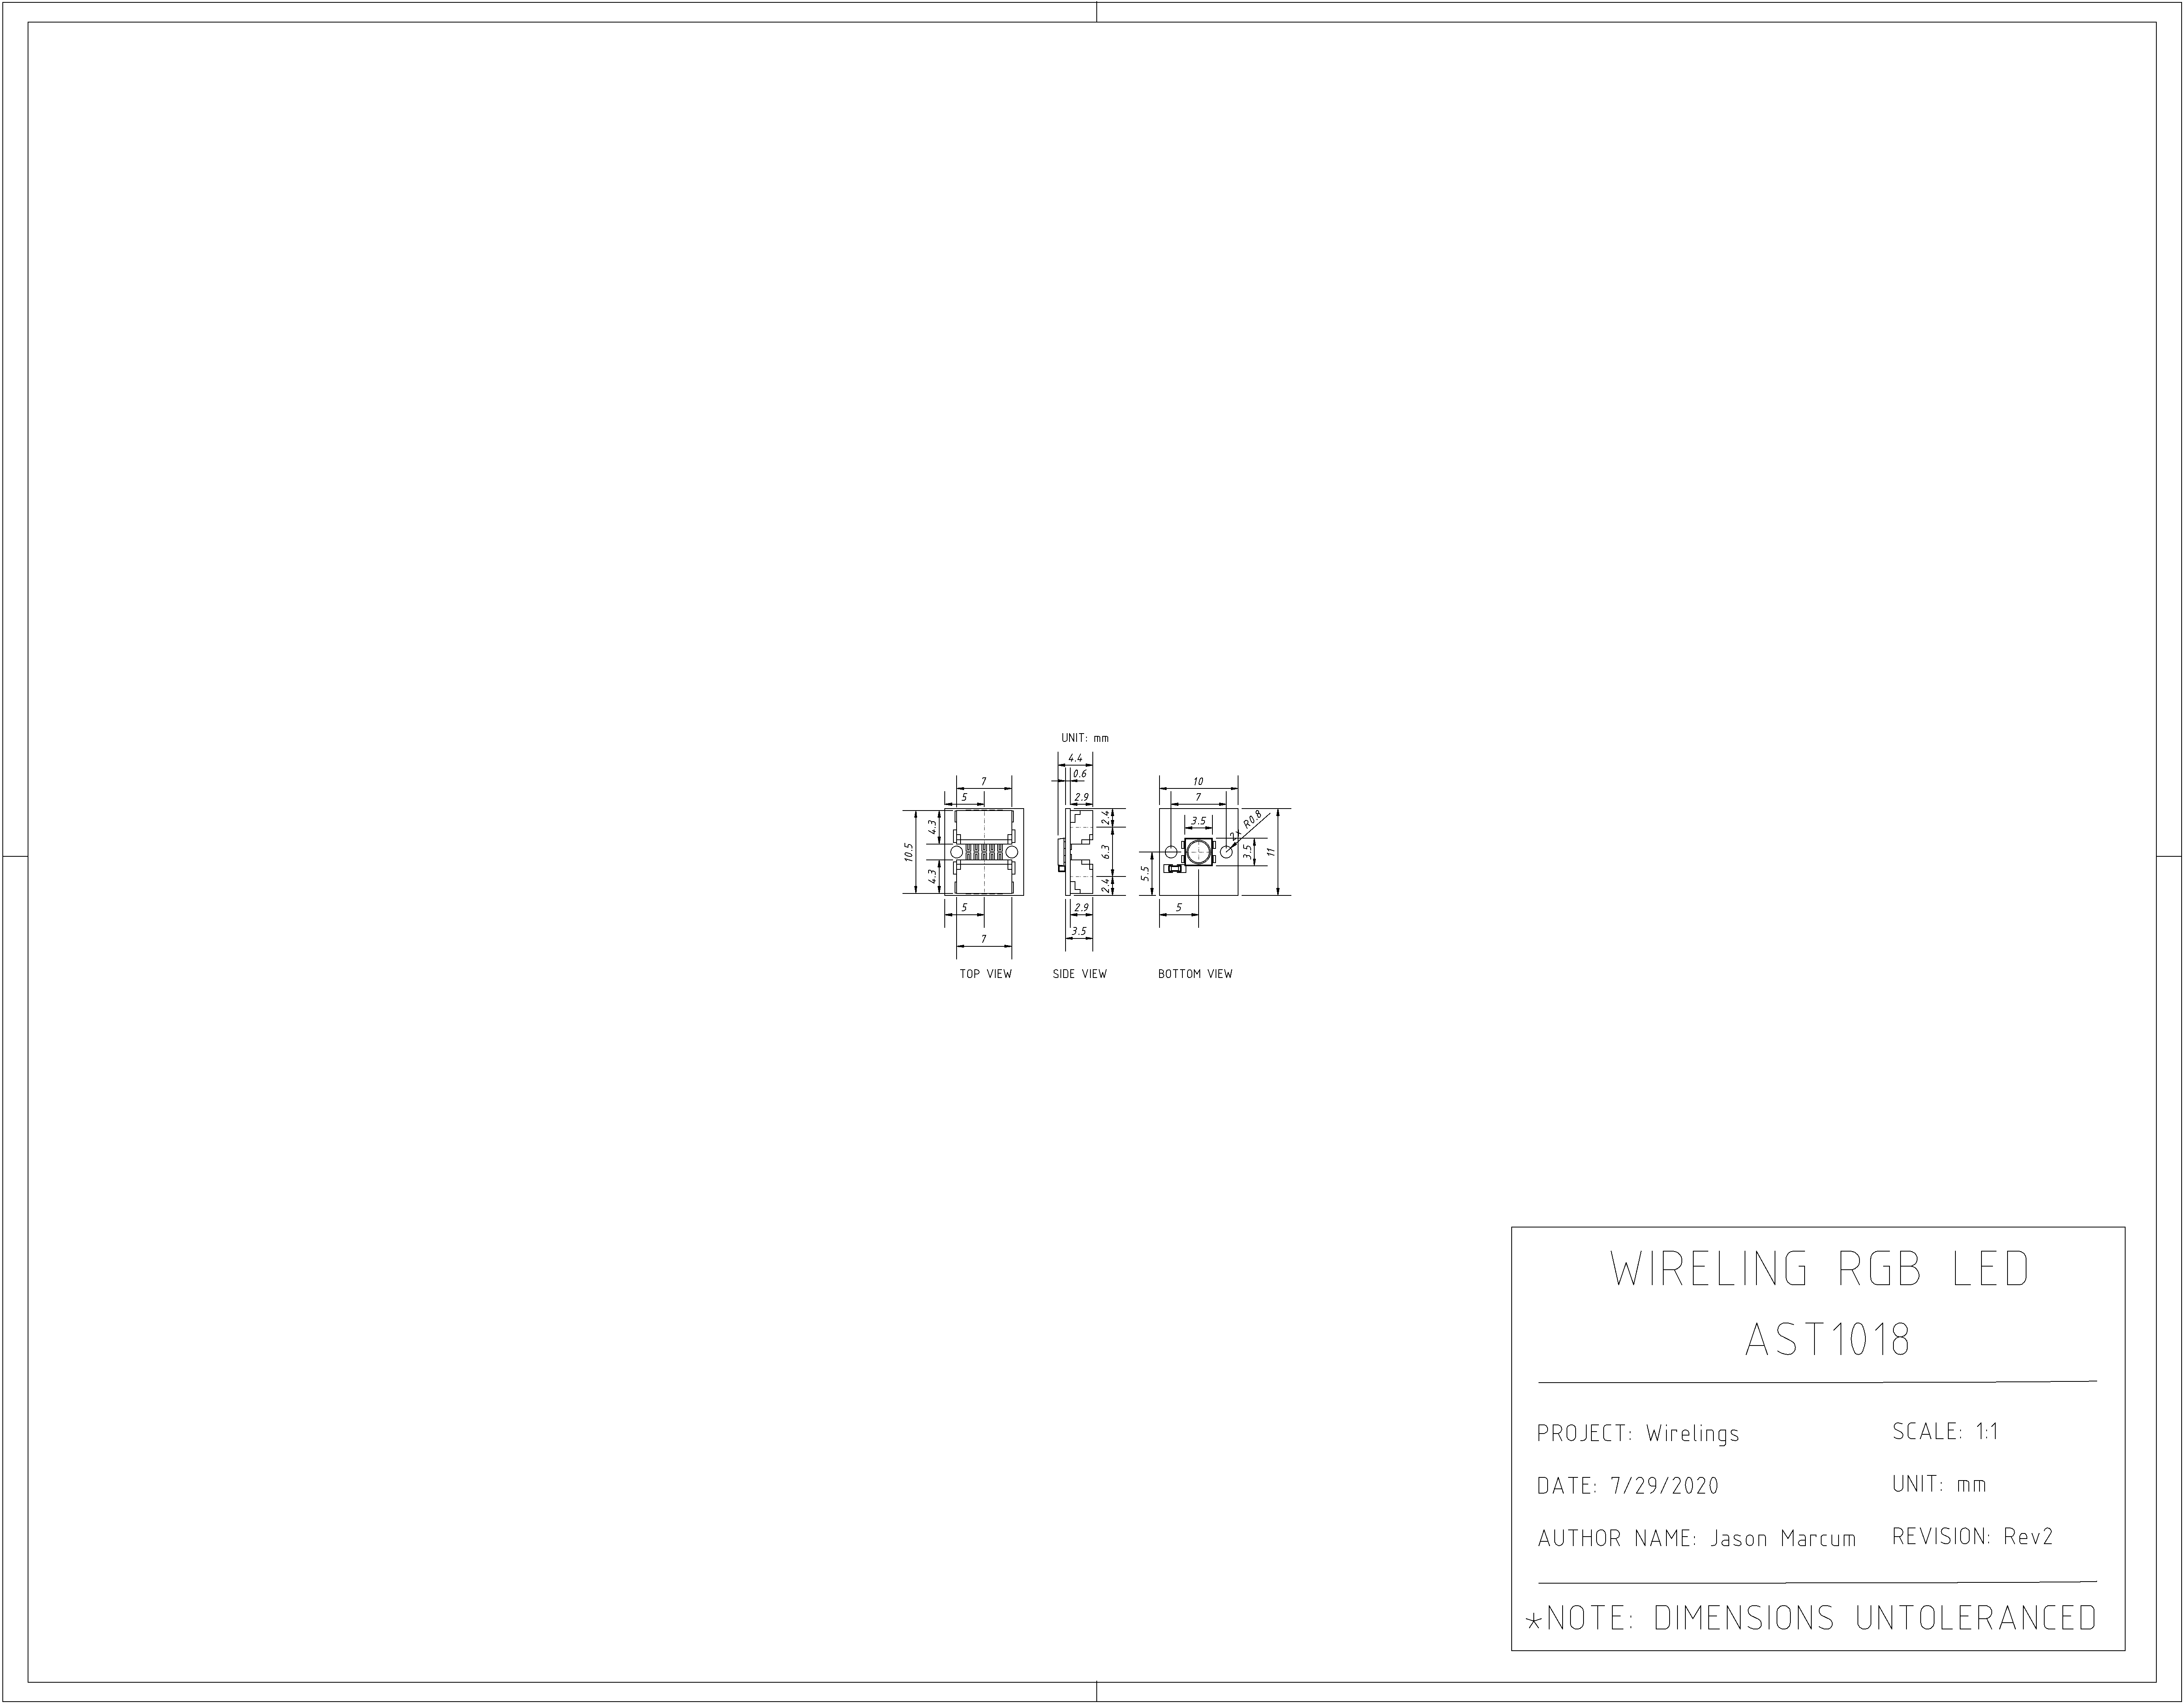 UNIT: mm
7
5
4.3
10.5
4.3
5
7
TOP VIEW
4.4
0.6
2.9
2.4
6.3
2.4
2.9
3.5
SIDE VIEW
10
7
3.5
2x R0.8
3.5
11
5.5
5
BOTTOM VIEW
WIRELING RGB LED
AST1018
PROJECT: Wirelings
SCALE: 1:1
DATE: 7/29/2020
UNIT: mm
AUTHOR NAME: Jason Marcum
REVISION: Rev2
*NOTE: DIMENSIONS UNTOLERANCED